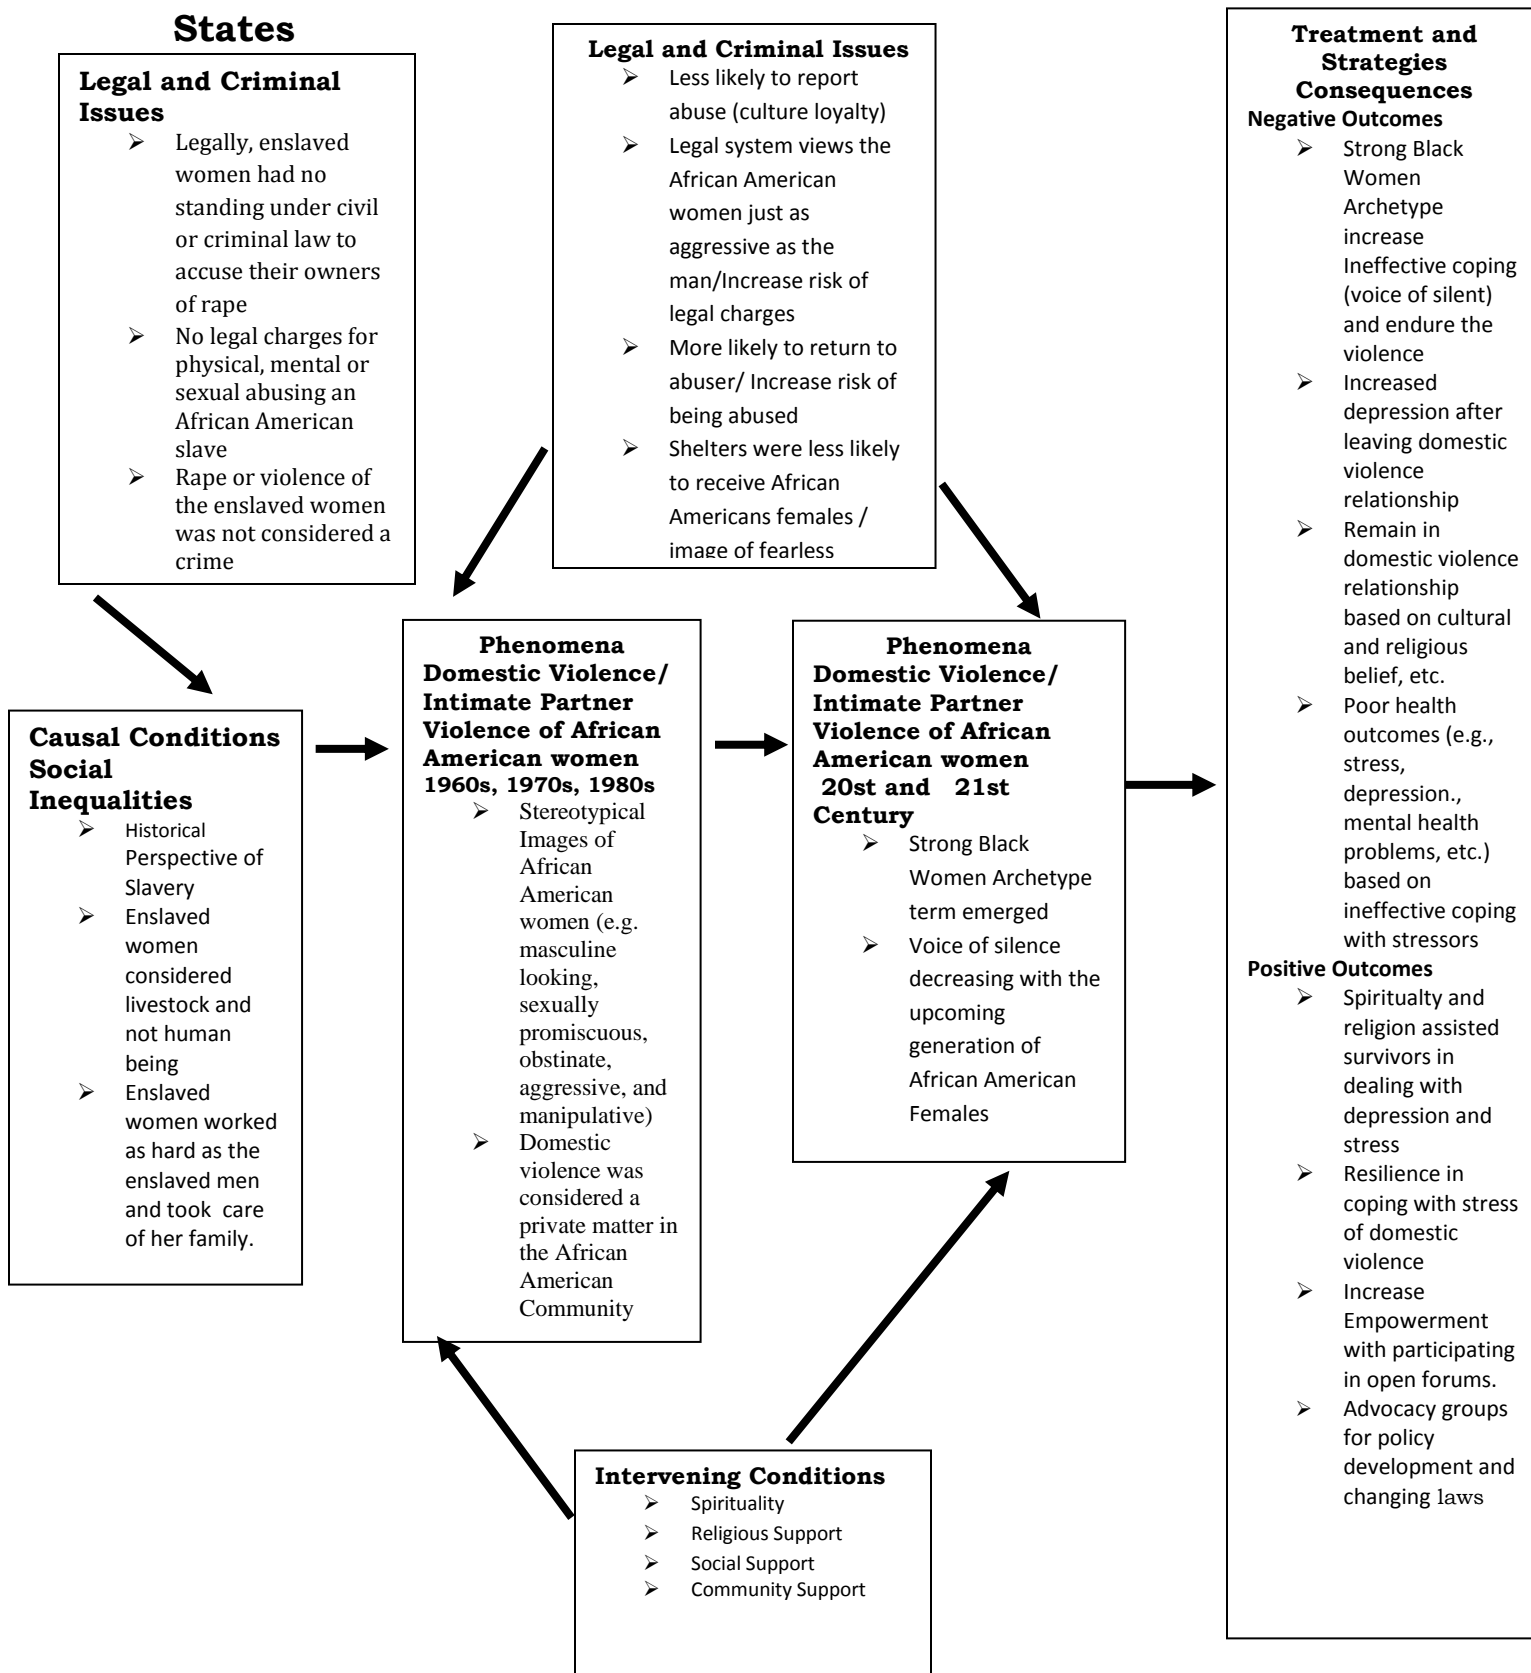 States
Legal and Criminal
Issues
➢ Legally, enslaved
women had no
standing under civil
or criminal law to
accuse their owners
of rape
➢ No legal charges for
physical, mental or
sexual abusing an
African American
slave
➢ Rape or violence of
the enslaved women
was not considered a
crime
Legal and Criminal Issues
➢ Less likely to report
abuse (culture loyalty)
➢ Legal system views the
African American
women just as
aggressive as the
man/Increase risk of
legal charges
➢ More likely to return to
abuser/ Increase risk of
being abused
➢ Shelters were less likely
to receive African
Americans females /
image of fearless
Causal Conditions
Social
Inequalities
➢ Historical
Perspective of
Slavery
➢ Enslaved
women
considered
livestock and
not human
being
➢ Enslaved
women worked
as hard as the
enslaved men
and took care
of her family.
Phenomena
Domestic Violence/
Intimate Partner
Violence of African
American women
1960s, 1970s, 1980s
➢ Stereotypical
Images of
African
American
women (e.g.
masculine
looking,
sexually
promiscuous,
obstinate,
aggressive, and
manipulative)
➢ Domestic
violence was
considered a
private matter in
the African
American
Community
Phenomena
Domestic Violence/
Intimate Partner
Violence of African
American women
20st and 21st
Century
➢ Strong Black
Women Archetype
term emerged
➢ Voice of silence
decreasing with the
upcoming
generation of
African American
Females
Intervening Conditions
➢ Spirituality
➢ Religious Support
➢ Social Support
➢ Community Support
Treatment and
Strategies
Consequences
Negative Outcomes
➢ Strong Black
Women
Archetype
increase
Ineffective coping
(voice of silent)
and endure the
violence
➢ Increased
depression after
leaving domestic
violence
relationship
➢ Remain in
domestic violence
relationship
based on cultural
and religious
belief, etc.
➢ Poor health
outcomes (e.g.,
stress,
depression.,
mental health
problems, etc.)
based on
ineffective coping
with stressors
Positive Outcomes
➢ Spiritualty and
religion assisted
survivors in
dealing with
depression and
stress
➢ Resilience in
coping with stress
of domestic
violence
➢ Increase
Empowerment
with participating
in open forums.
➢ Advocacy groups
for policy
development and
changing laws